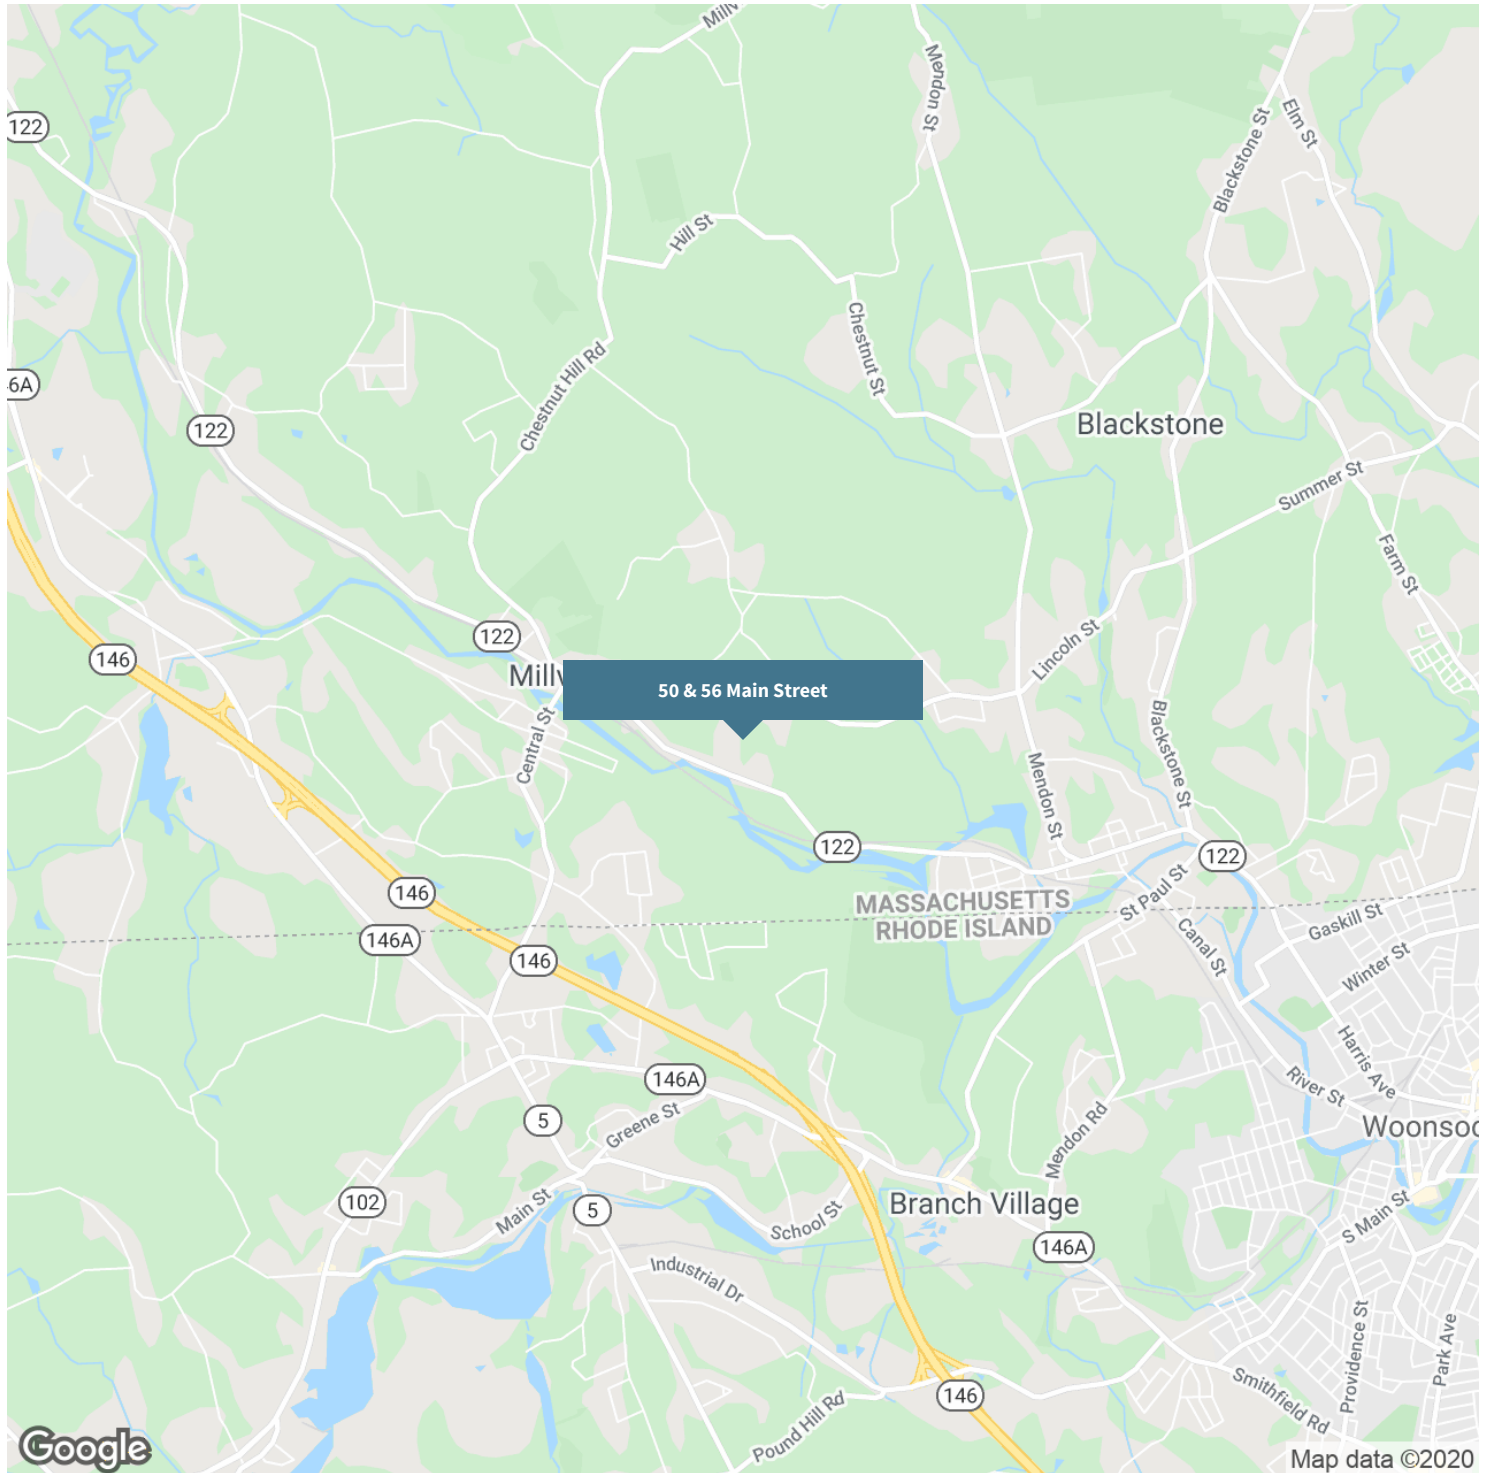 Millv
Mendon St
Elm St
Blackstone St
122
Hill St
Chestnut St
Chestnut Hill Rd
46A
122
Blackstone
Summer St
Farm St
122
Lincoln St
146
Millv
50 & 56 Main Street
Central St
Blackstone St
Mendon St
122
122
146
MASSACHUSETTS
RHODE ISLAND
St Paul St
Gaskill St
146A
146
Canal St
Winter St
Harris Ave
146A
River St
5
Greene St
Mendon Rd
Woonsoc
102
Main St
5
School St
Branch Village
S Main St
146A
Industrial Dr
Providence St
Park Ave
146
Smithfield Rd
Pound Hill Rd
Google
Map data ©2020